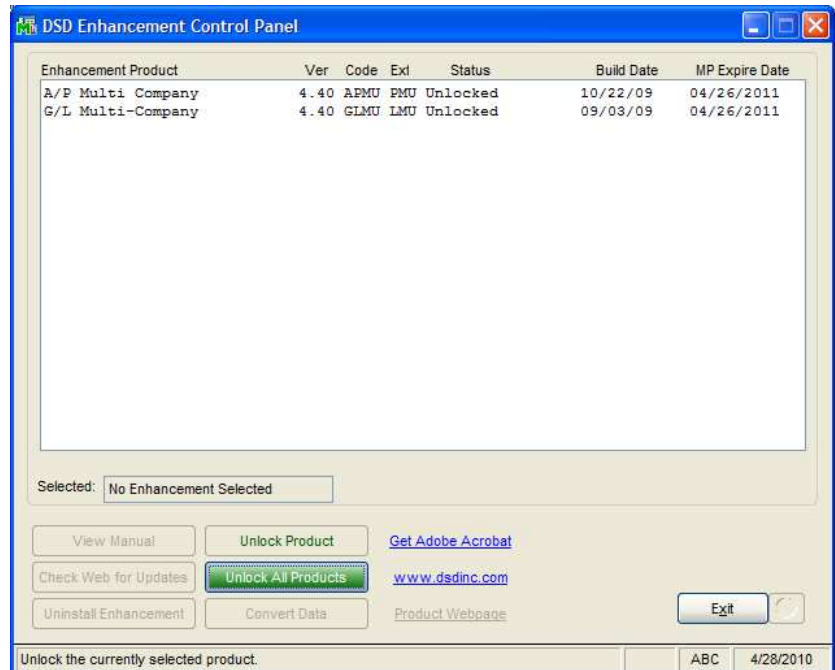 DSD Enhancement Control Panel
Enhancement Product Ver Code Ext Status Build Date MP Expire Date
A/P Multi Company 4.40 APMU PMU Unlocked 10/22/09 04/26/2011
G/L Multi-Company 4.40 GLMU LMU Unlocked 09/03/09 04/26/2011
Selected: No Enhancement Selected
View Manual Unlock Product Get Adobe Acrobat
Check Web for Updates Unlock All Products www.dsdinc.com
Uninstall Enhancement Convert Data Product Webpage Exit
Unlock the currently selected product. ABC 4/28/2010